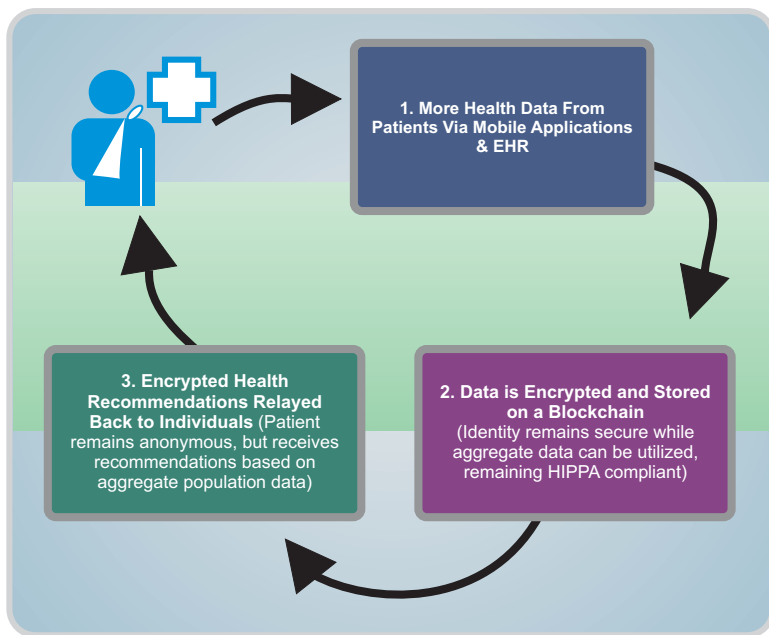 1. More Health Data From
Patients Via Mobile Applications
& EHR
2. Data is Encrypted and Stored
on a Blockchain
(Identity remains secure while
aggregate data can be utilized,
remaining HIPPA compliant)
3. Encrypted Health
Recommendations Relayed
Back to Individuals (Patient
remains anonymous, but receives
recommendations based on
aggregate population data)